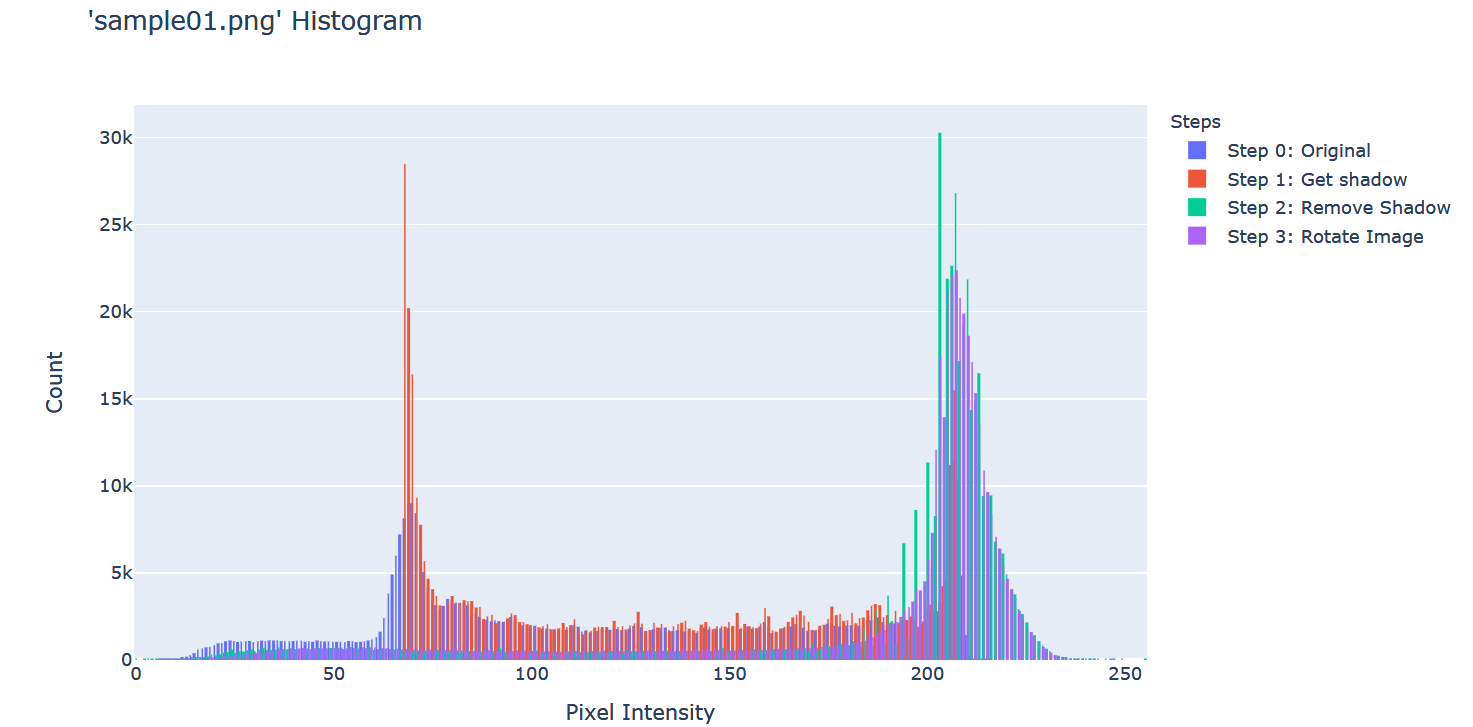 'sample01.png' Histogram
Steps
Step 0: Original
Step 1: Get shadow
Step 2: Remove Shadow
Step 3: Rotate Image
30k
25k
20k
15k
10k
5k
0
Count
0 50 100 150 200 250
Pixel Intensity